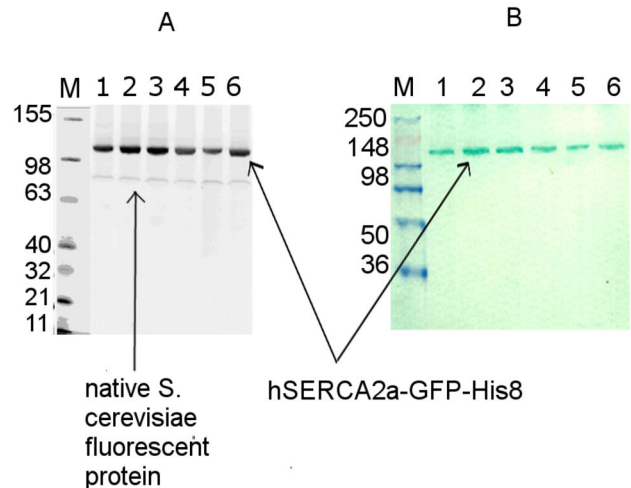 A
B
M 1 2 3 4 5 6
155
98
63
40
32
21
11
M 1 2 3 4 5 6
250
148
98
50
36
native S.
cerevisiae
fluorescent
protein
hSERCA2a-GFP-His8